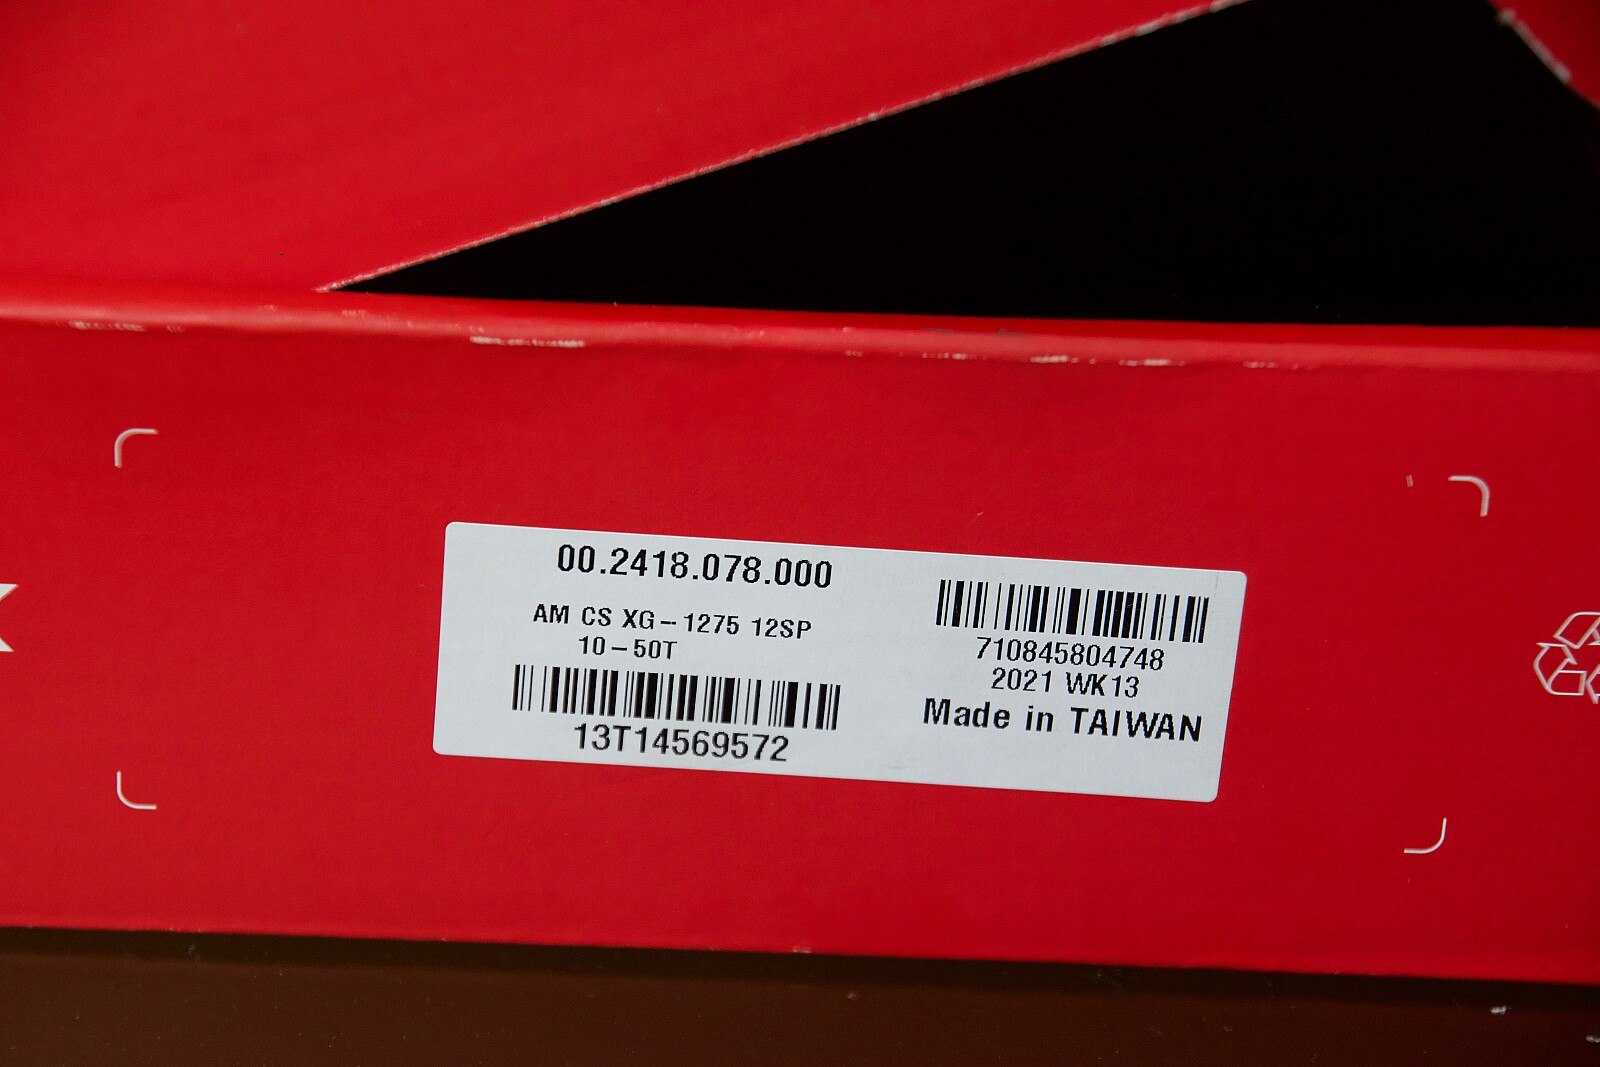 00.2418.078.000
AM CS XG-1275 12SP
10-50T
13T14569572
710845804748
2021 WK13
Made in TAIWAN